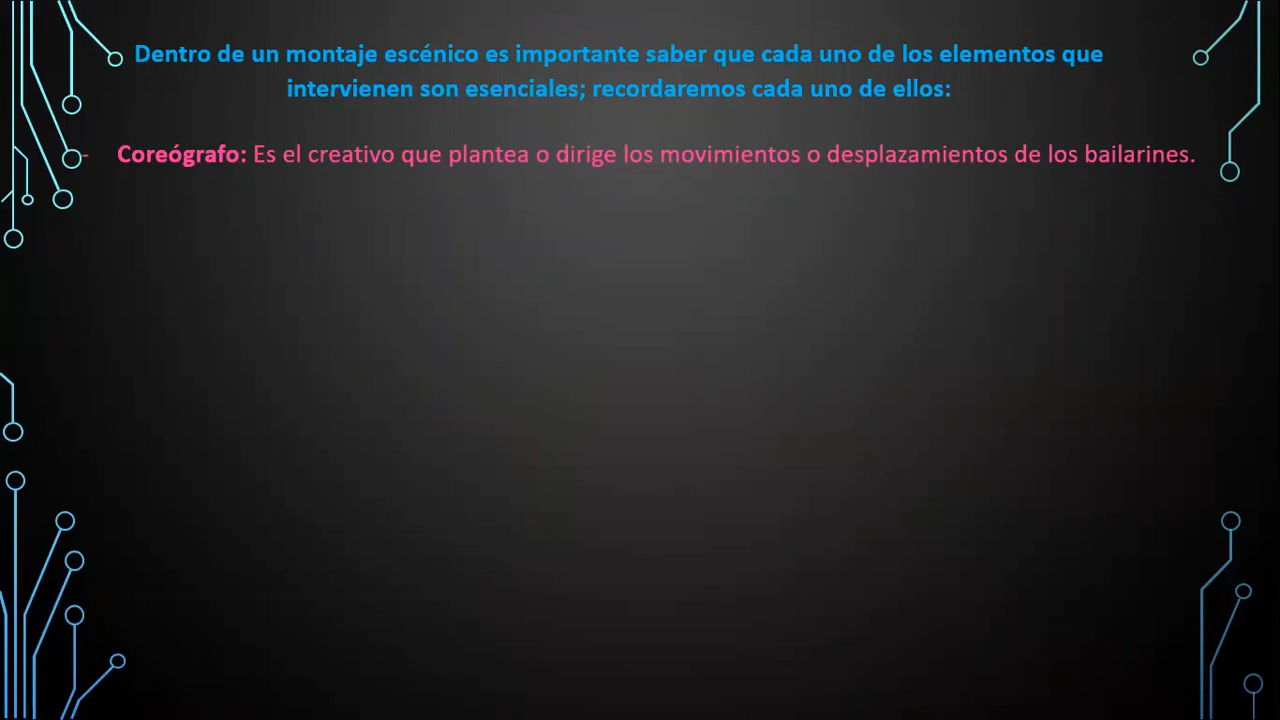 Dentro de un montaje escénico es importante saber que cada uno de los elementos que
intervienen son esenciales; recordaremos cada uno de ellos:
- Coreógrafo: Es el creativo que plantea o dirige los movimientos o desplazamientos de los bailarines.